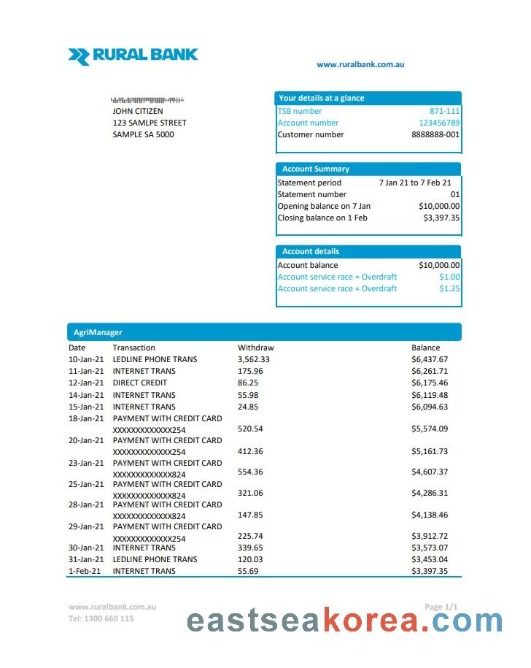 RURAL BANK
www.ruralbank.com.au
JOHN CITIZEN
123 SAMLPE STREET
SAMPLE SA 5000
Your details at a glance
TSB number 871-111
Account number 123456789
Customer number 8888888-001
Account Summary
Statement period 7 Jan 21 to 7 Feb 21
Statement number 01
Opening balance on 7 Jan $10,000.00
Closing balance on 1 Feb $3,397.35
Account details
Account balance $10,000.00
Account service race = Overdraft $1.00
Account service race = Overdraft $1.25
AgriManager
Date Transaction Withdraw Balance
10-Jan-21 LEDLINE PHONE TRANS 3,562.33 $6,437.67
11-Jan-21 INTERNET TRANS 175.96 $6,261.71
12-Jan-21 DIRECT CREDIT 86.25 $6,175.46
14-Jan-21 INTERNET TRANS 55.98 $6,119.48
15-Jan-21 INTERNET TRANS 24.85 $6,094.63
18-Jan-21 PAYMENT WITH CREDIT CARD
XXXXXXXXXXXXX254 520.54 $5,574.09
20-Jan-21 PAYMENT WITH CREDIT CARD
XXXXXXXXXXXXX254 412.36 $5,161.73
23-Jan-21 PAYMENT WITH CREDIT CARD
XXXXXXXXXXXXX824 554.36 $4,607.37
25-Jan-21 PAYMENT WITH CREDIT CARD
XXXXXXXXXXXXX824 321.06 $4,286.31
28-Jan-21 PAYMENT WITH CREDIT CARD
XXXXXXXXXXXXX824 147.85 $4,138.46
29-Jan-21 PAYMENT WITH CREDIT CARD
XXXXXXXXXXXXX254 225.74 $3,912.72
30-Jan-21 INTERNET TRANS 339.65 $3,573.07
31-Jan-21 LEDLINE PHONE TRANS 120.03 $3,453.04
1-Feb-21 INTERNET TRANS 55.69 $3,397.35
www.ruralbank.com.au Page 1/1
Tel: 1300 660 115
eastseakorea.com